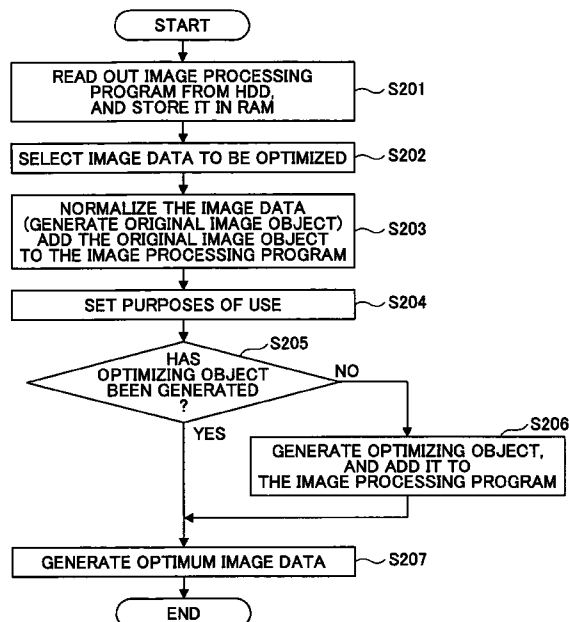 START
READ OUT IMAGE PROCESSING
PROGRAM FROM HDD,
AND STORE IT IN RAM
S201
SELECT IMAGE DATA TO BE OPTIMIZED
S202
NORMALIZE THE IMAGE DATA
(GENERATE ORIGINAL IMAGE OBJECT)
ADD THE ORIGINAL IMAGE OBJECT
TO THE IMAGE PROCESSING PROGRAM
S203
SET PURPOSES OF USE
S204
S205
HAS
OPTIMIZING OBJECT
BEEN GENERATED
?
NO
YES
S206
GENERATE OPTIMIZING OBJECT,
AND ADD IT TO
THE IMAGE PROCESSING PROGRAM
GENERATE OPTIMUM IMAGE DATA
S207
END